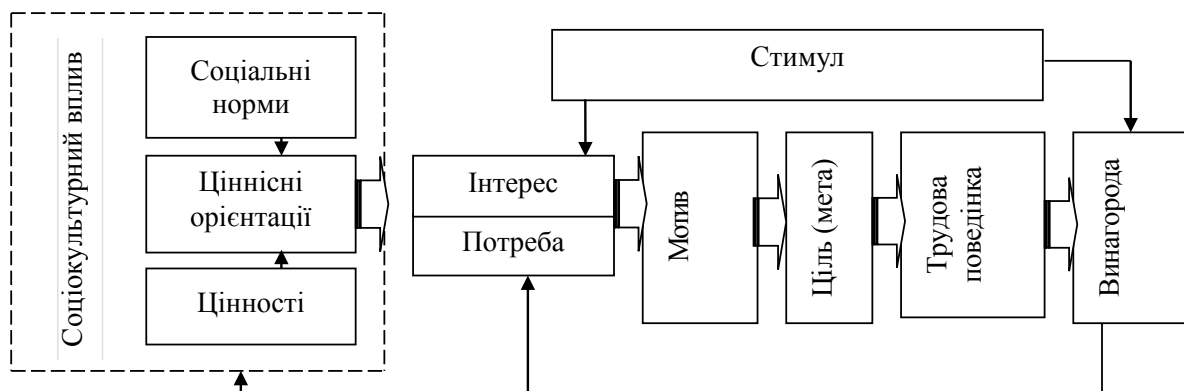 Соціокультурний вплив
Соціальні
норми
Ціннісні
орієнтації
Цінності
Стимул
Інтерес
Потреба
Мотив
Ціль (мета)
Трудова
поведінка
Винагорода